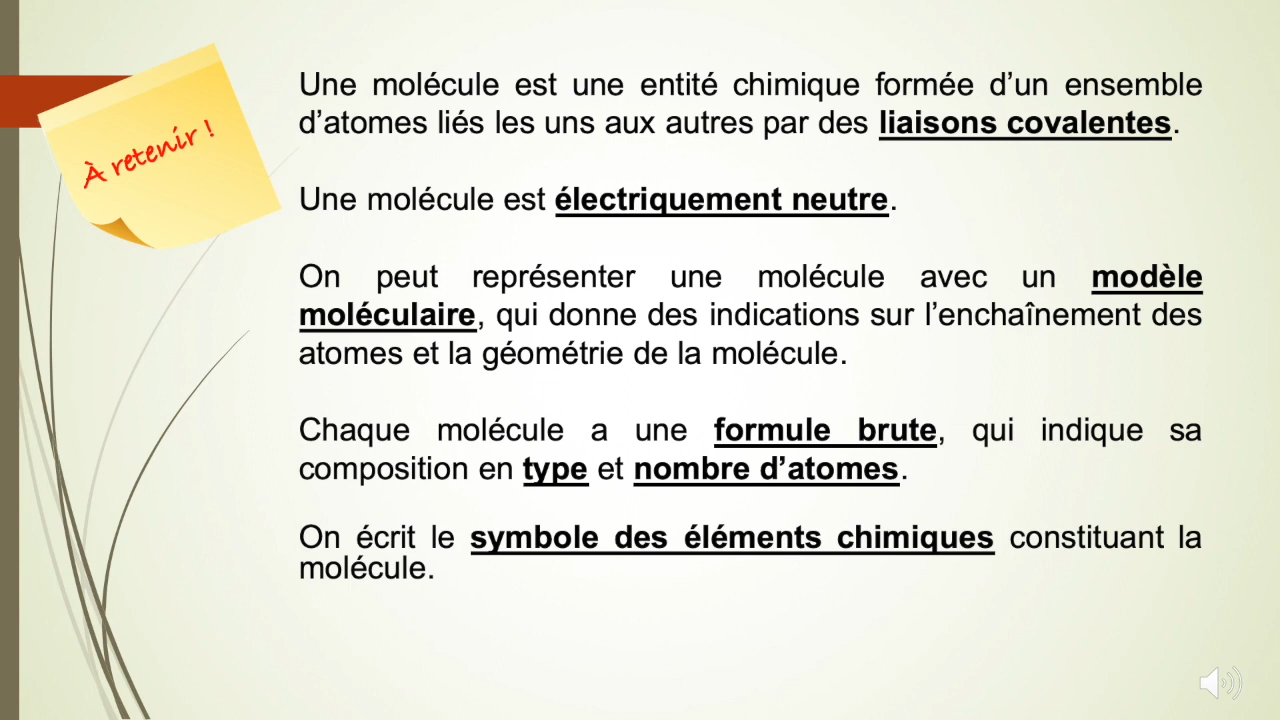 À retenir !
Une molécule est une entité chimique formée d’un ensemble
d’atomes liés les uns aux autres par des liaisons covalentes.
Une molécule est électriquement neutre.
On peut représenter une molécule avec un modèle
moléculaire, qui donne des indications sur l’enchaînement des
atomes et la géométrie de la molécule.
Chaque molécule a une formule brute, qui indique sa
composition en type et nombre d’atomes.
On écrit le symbole des éléments chimiques constituant la
molécule.